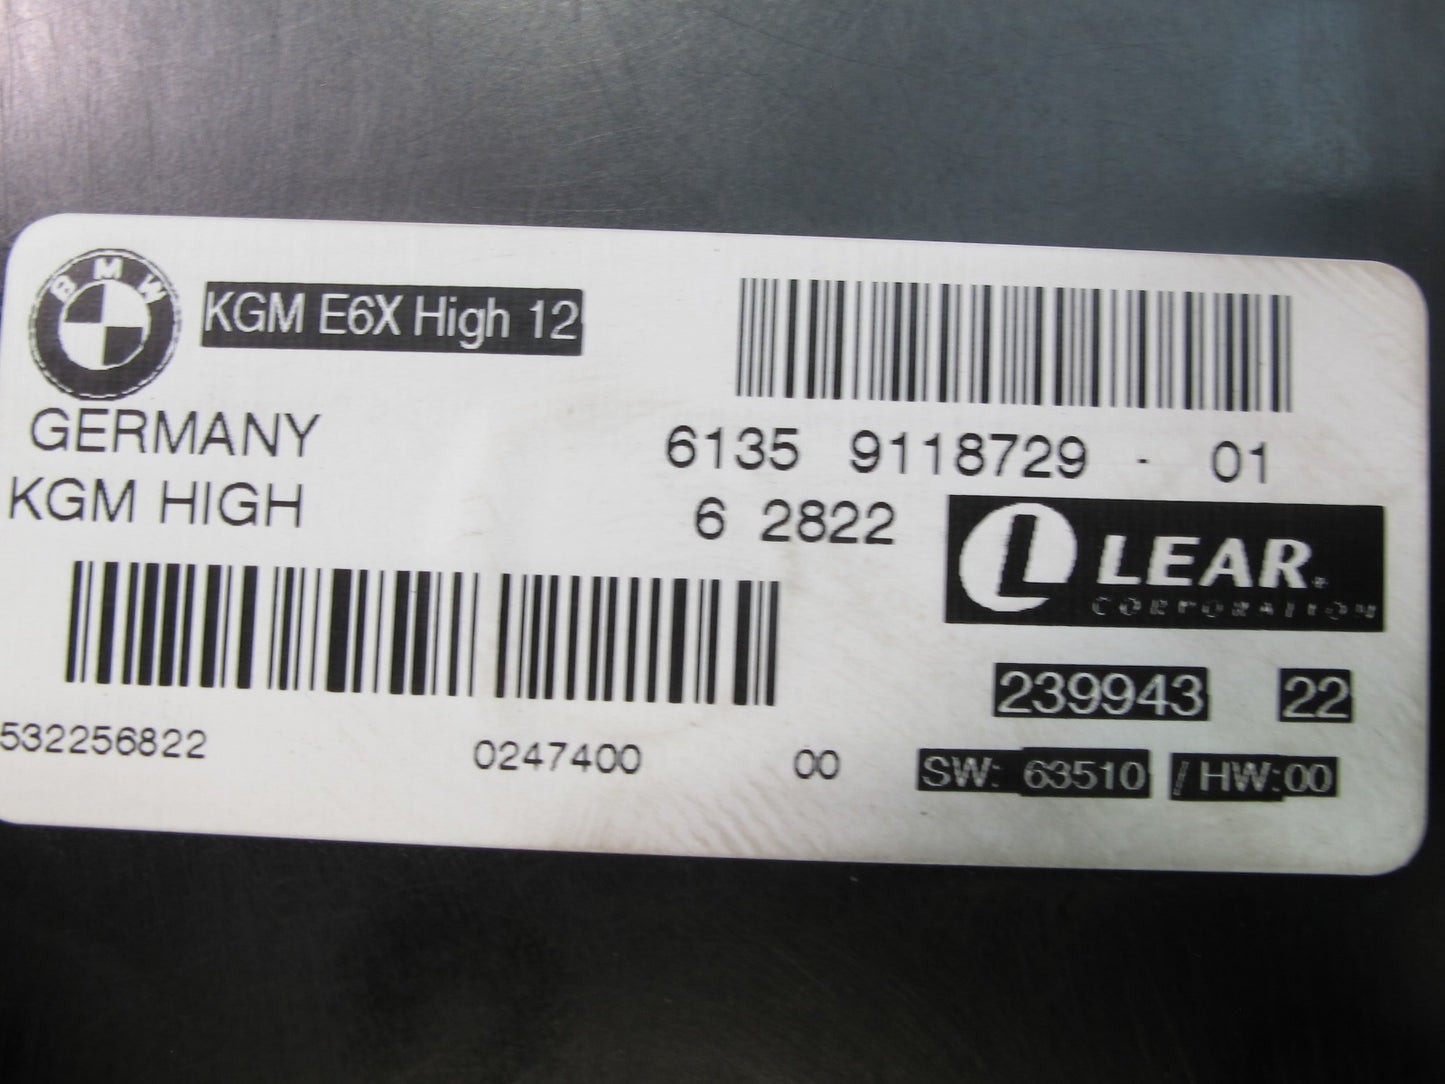 BMW
KGM E6X High 12
GERMANY
KGM HIGH
6135 9118729 - 01
6 2822
LEAR
CORPORATION
239943 22
532256822 0247400 00
SW: 63510 / HW:00